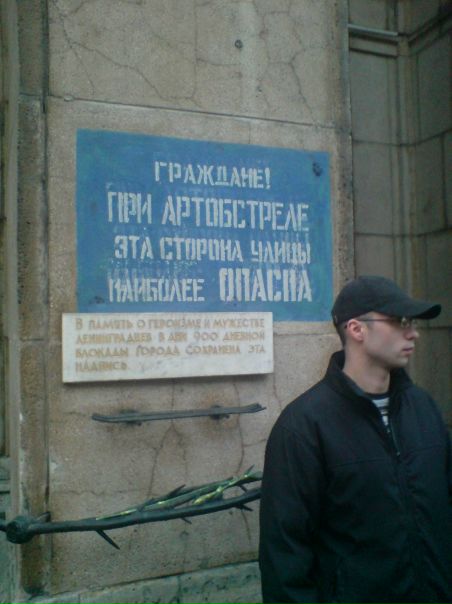 ГРАЖДАНЕ!
ПРИ АРТОБСТРЕЛЕ
ЭТА СТОРОНА УЛИЦЫ
НАИБОЛЕЕ ОПАСНА
В ПАМЯТЬ О ГЕРОИЗМЕ И МУЖЕСТВЕ
ЛЕНИНГРАДЦЕВ В ДНИ 900 ДНЕВНОЙ
БЛОКАДЫ ГОРОДА СОХРАНЕНА ЭТА
НАДПИСЬ